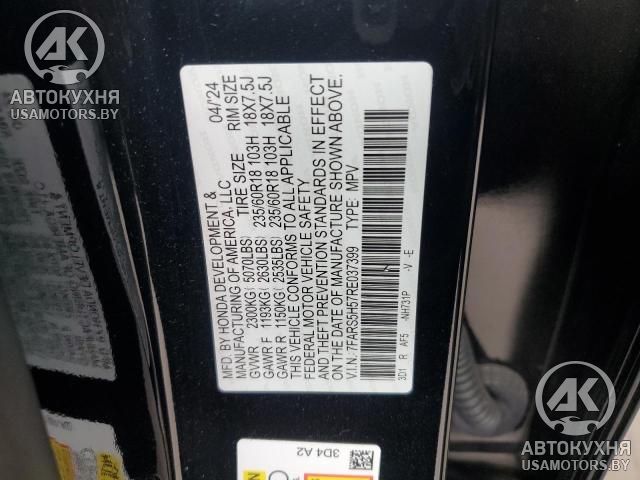 АК
АВТОКУХНЯ
USAMOTORS.BY
MFD. BY HONDA DEVELOPMENT & 04/'24
MANUFACTURING OF AMERICA, LLC
TIRE SIZE RIM SIZE
GVWR 2300KG( 5070LBS) 235/60R18 103H 18X7.5J
GAWR F 1193KG( 2630LBS) 235/60R18 103H 18X7.5J
GAWR R 1150KG( 2535LBS)
THIS VEHICLE CONFORMS TO ALL APPLICABLE
FEDERAL MOTOR VEHICLE SAFETY
AND THEFT PREVENTION STANDARDS IN EFFECT
ON THE DATE OF MANUFACTURE SHOWN ABOVE.
V.I.N.: 7FARS5H57RE037399 TYPE: MPV
3D1 R AF5 -NH731P -V -E
3D4 A2
АК
АВТОКУХНЯ
USAMOTORS.BY